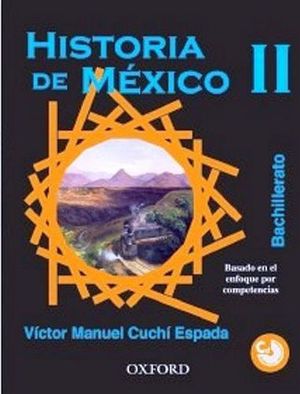 HISTORIA
DE MÉXICO II
Bachillerato
Basado en el
enfoque por
competencias
Víctor Manuel Cuchí Espada
OXFORD